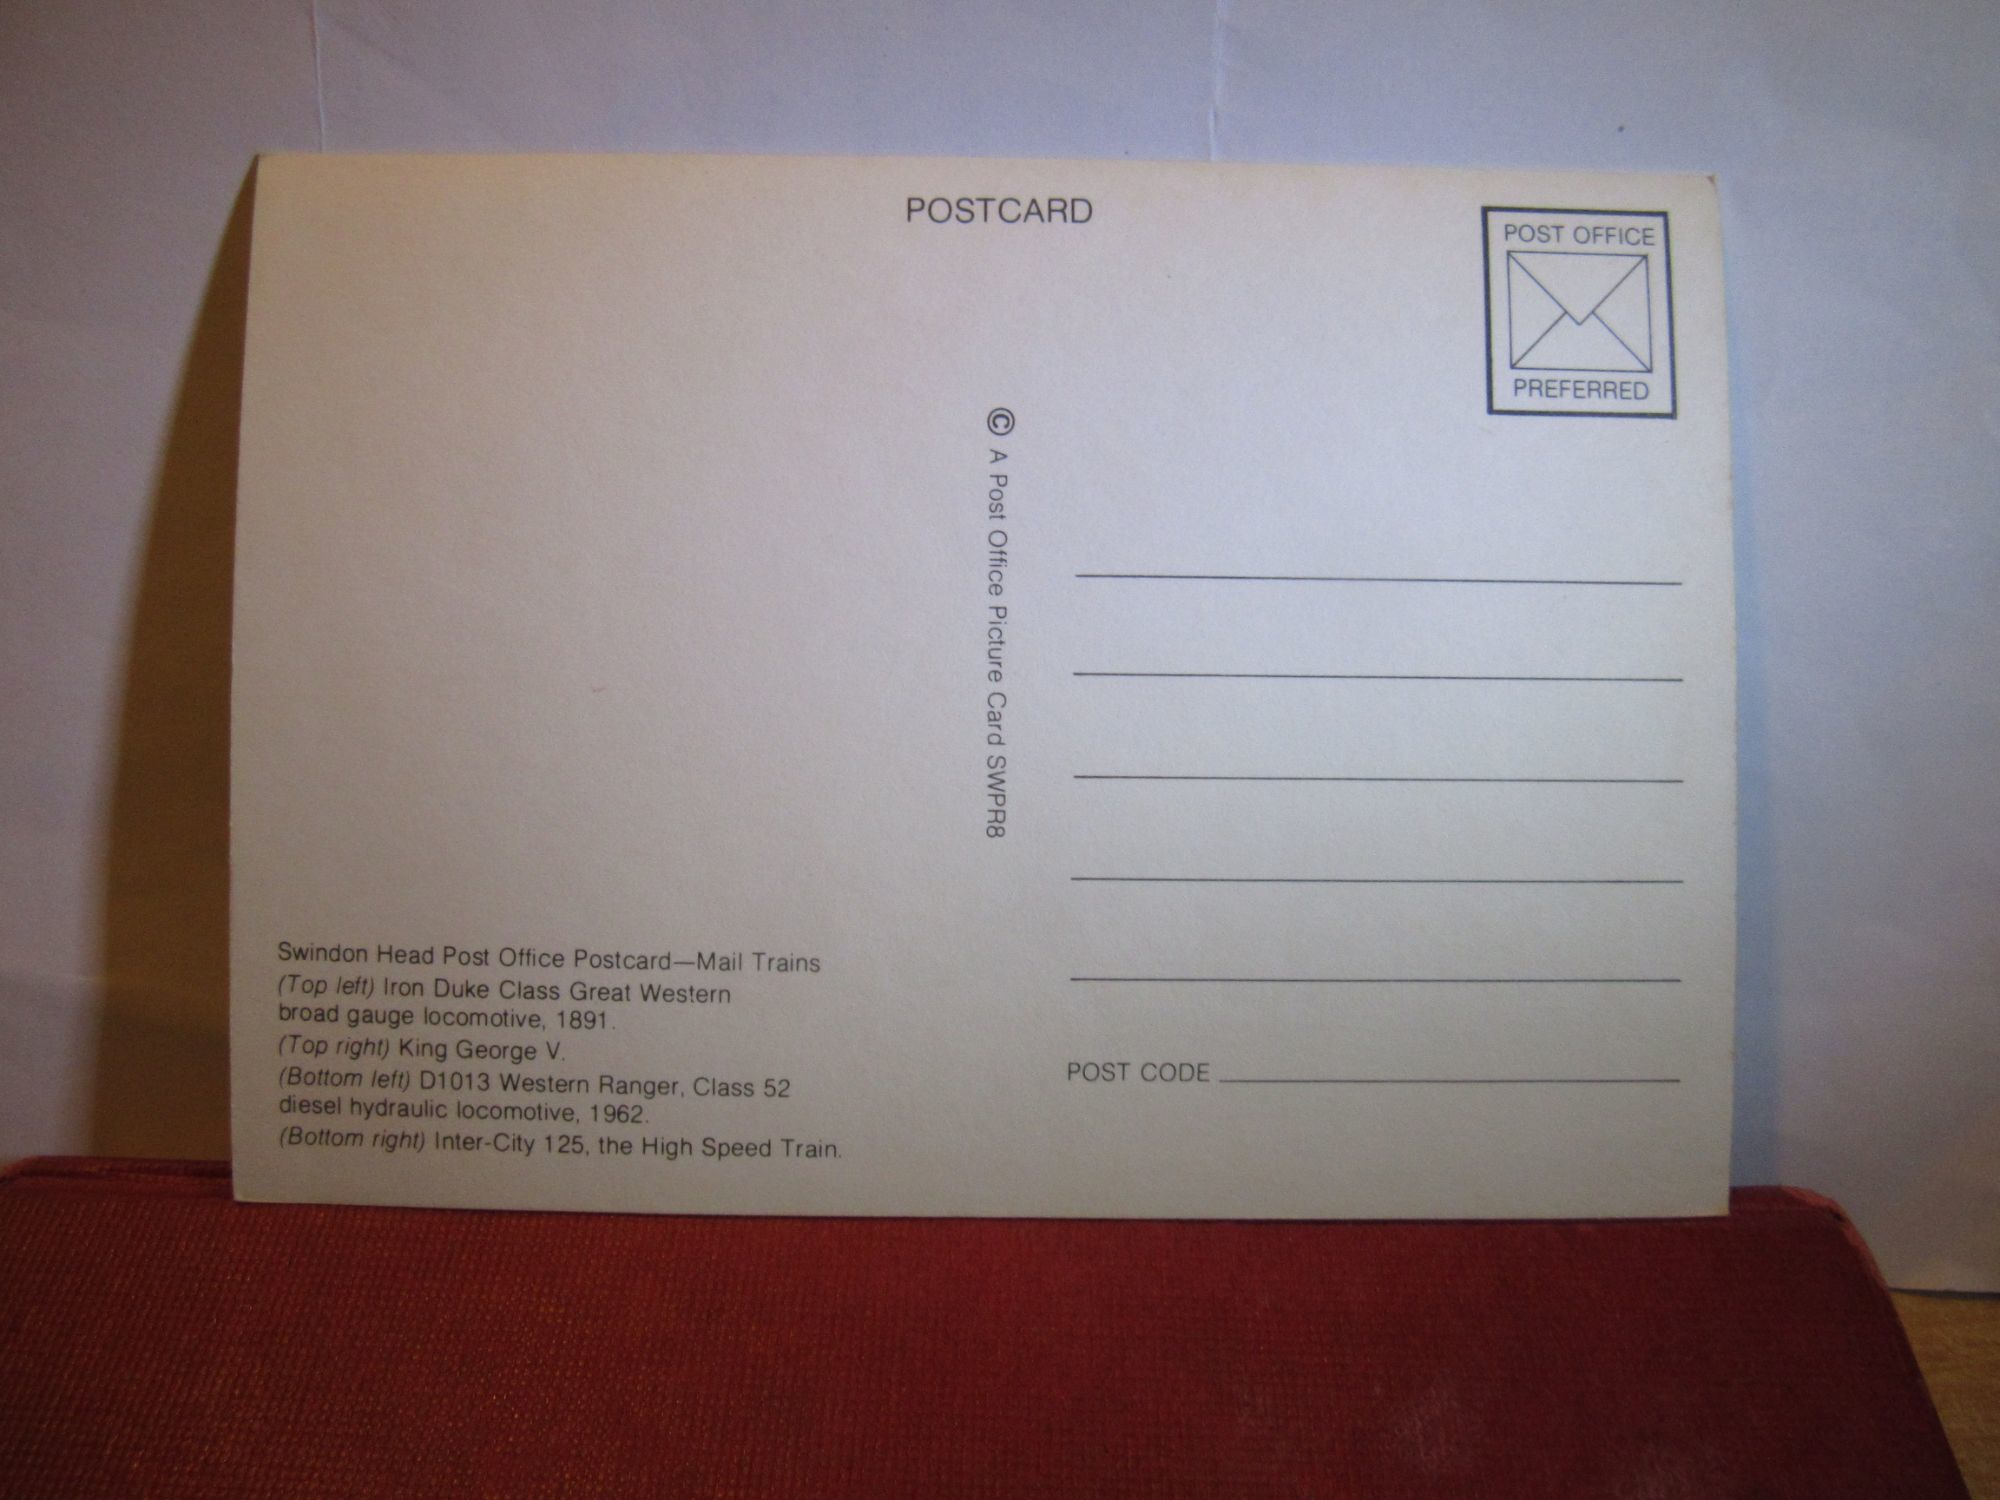 POSTCARD
POST OFFICE
PREFERRED
© A Post Office Picture Card SWPR8
Swindon Head Post Office Postcard—Mail Trains
(Top left) Iron Duke Class Great Western
broad gauge locomotive, 1891.
(Top right) King George V.
(Bottom left) D1013 Western Ranger, Class 52
diesel hydraulic locomotive, 1962.
(Bottom right) Inter-City 125, the High Speed Train.
POST CODE